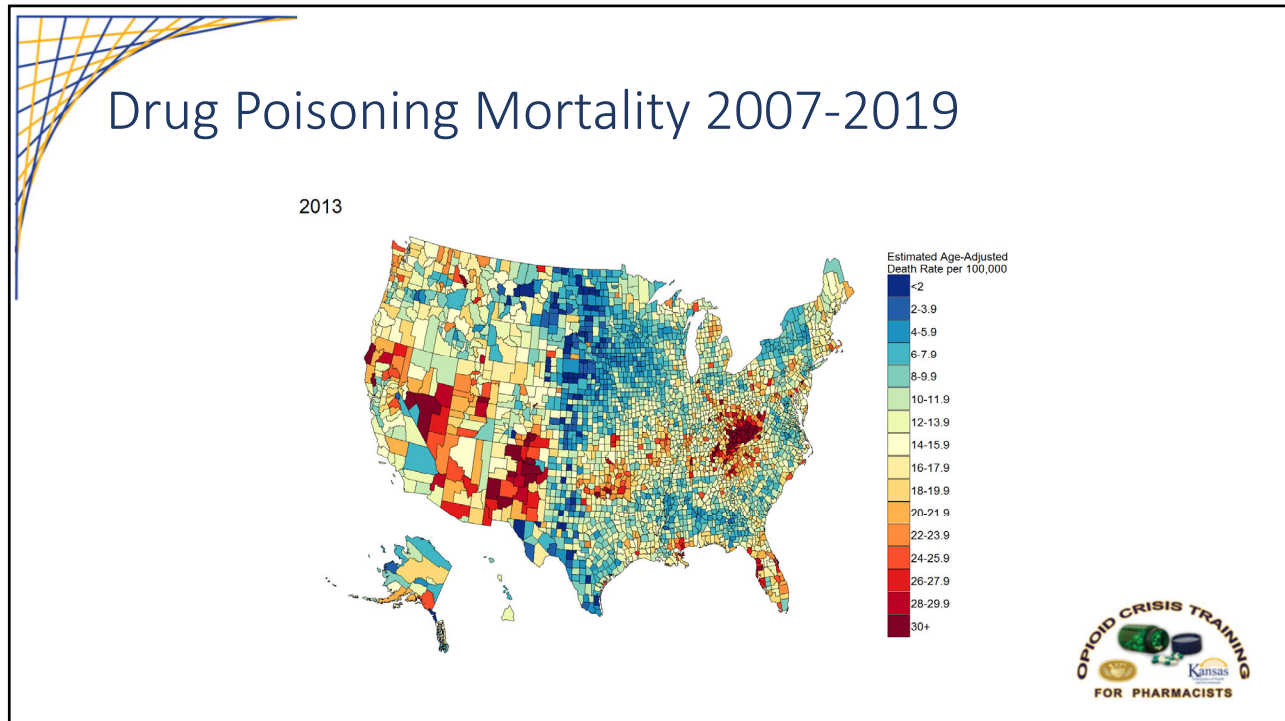 Drug Poisoning Mortality 2007-2019
2013
Estimated Age-Adjusted
Death Rate per 100,000
<2
2-3.9
4-5.9
6-7.9
8-9.9
10-11.9
12-13.9
14-15.9
16-17.9
18-19.9
20-21.9
22-23.9
24-25.9
26-27.9
28-29.9
30+
OPIOID CRISIS TRAINING
Kansas
FOR PHARMACISTS